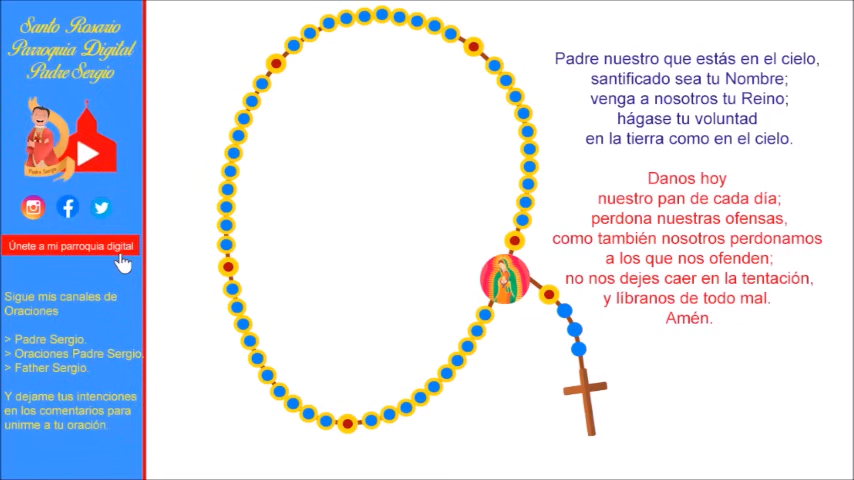 Santo Rosario
Parroquia Digital
Padre Sergio
Padre Sergio
Únete a mi parroquia digital
Sigue mis canales de
Oraciones
> Padre Sergio.
> Oraciones Padre Sergio.
> Father Sergio.
Y dejame tus intenciones
en los comentarios para
unirme a tu oración.
Padre nuestro que estás en el cielo,
santificado sea tu Nombre;
venga a nosotros tu Reino;
hágase tu voluntad
en la tierra como en el cielo.
Danos hoy
nuestro pan de cada día;
perdona nuestras ofensas,
como también nosotros perdonamos
a los que nos ofenden;
no nos dejes caer en la tentación,
y líbranos de todo mal.
Amén.